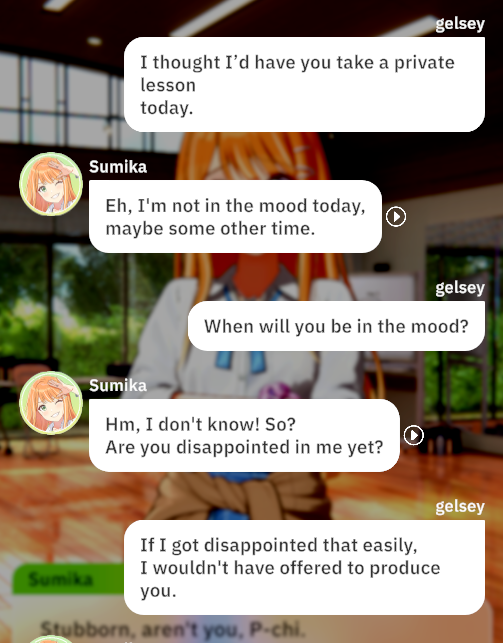 gelsey
I thought I’d have you take a private
lesson
today.
Sumika
Eh, I'm not in the mood today,
maybe some other time.
gelsey
When will you be in the mood?
Sumika
Hm, I don't know! So?
Are you disappointed in me yet?
gelsey
If I got disappointed that easily,
I wouldn't have offered to produce
you.
Sumika
Stubborn, aren't you, P-chi.